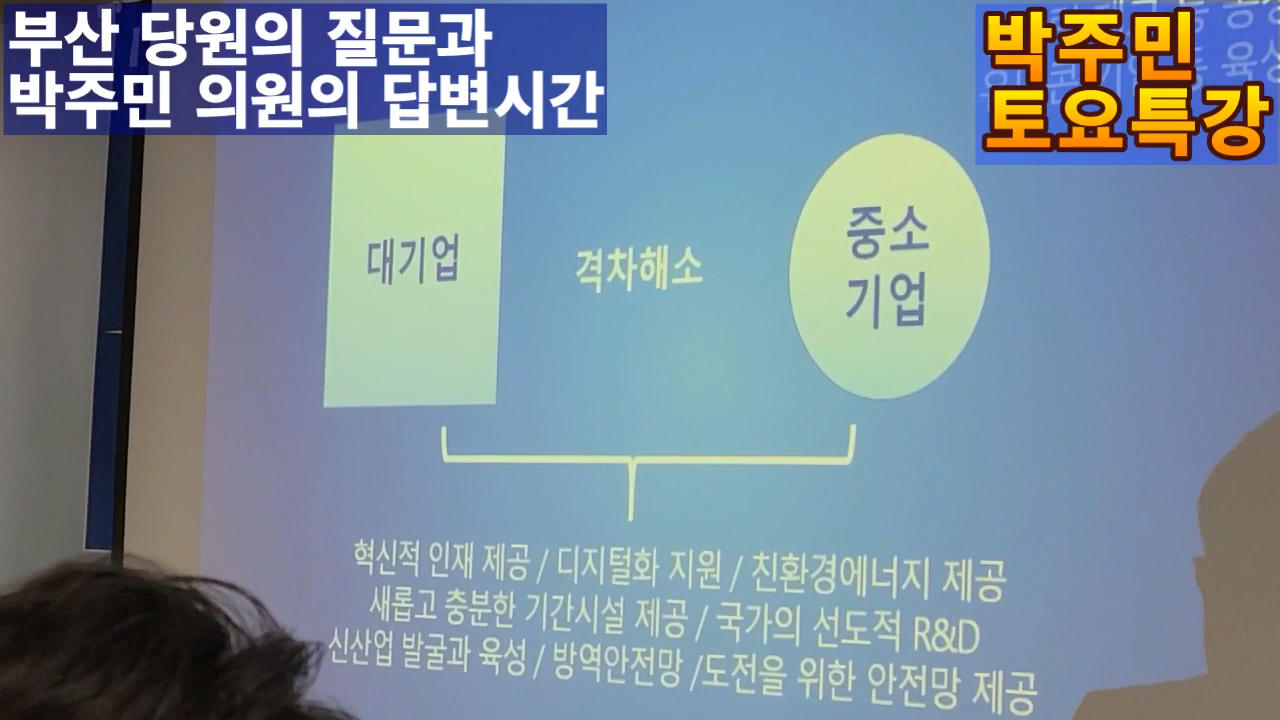 부산 당원의 질문과
박주민 의원의 답변시간
박주민
토요특강
육성
대기업
격차해소
중소
기업
혁신적 인재 제공 / 디지털화 지원 / 친환경에너지 제공
새롭고 충분한 기간시설 제공 / 국가의 선도적 R&D
신산업 발굴과 육성 / 방역안전망 /도전을 위한 안전망 제공